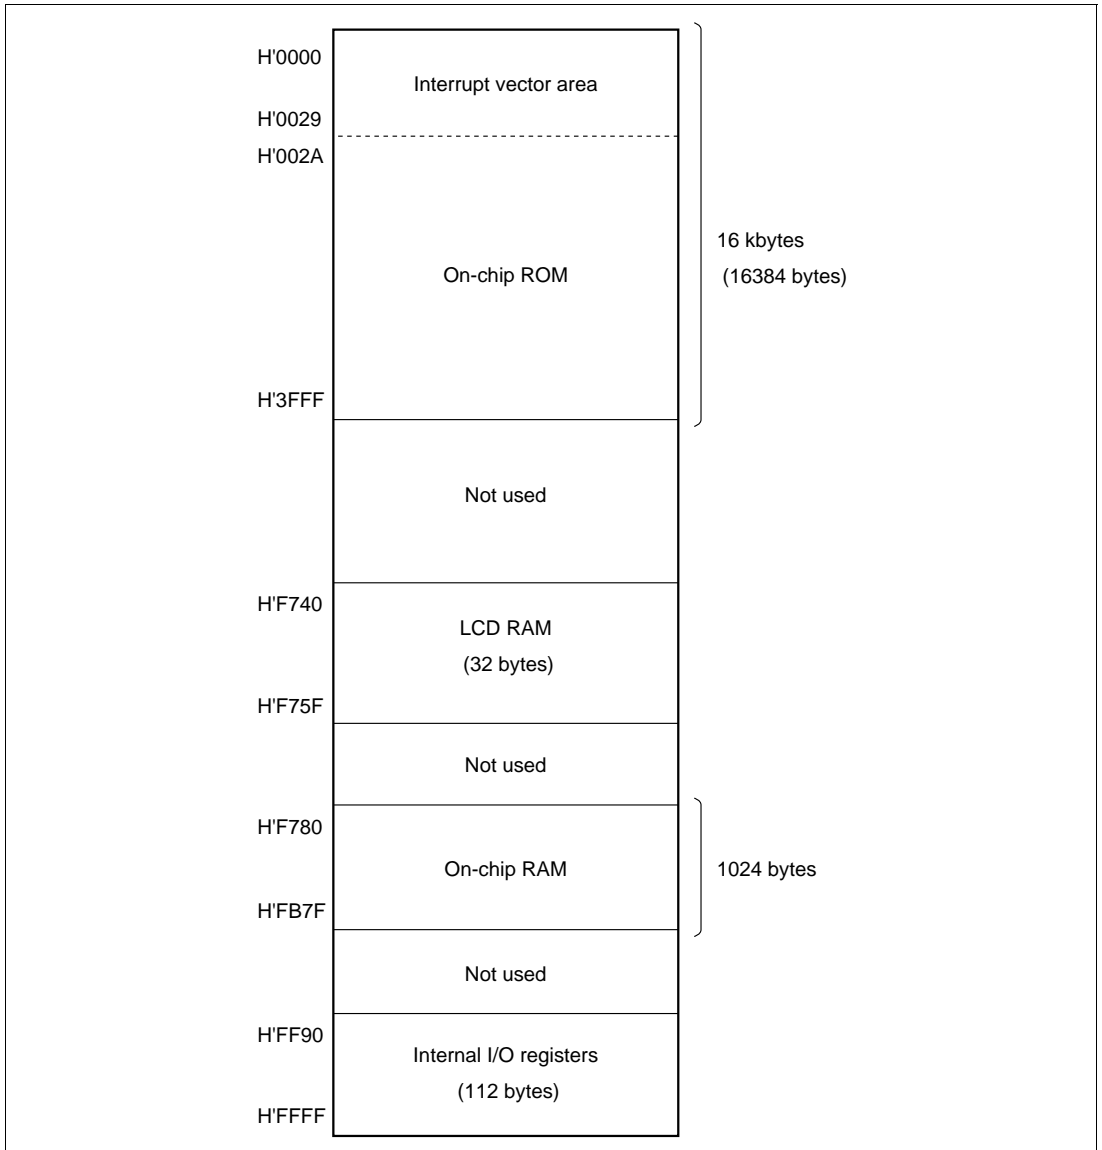 H'0000
Interrupt vector area
H'0029
H'002A
16 kbytes
(16384 bytes)
On-chip ROM
H'3FFF
Not used
H'F740
LCD RAM
(32 bytes)
H'F75F
Not used
H'F780
On-chip RAM
1024 bytes
H'FB7F
Not used
H'FF90
Internal I/O registers
(112 bytes)
H'FFFF